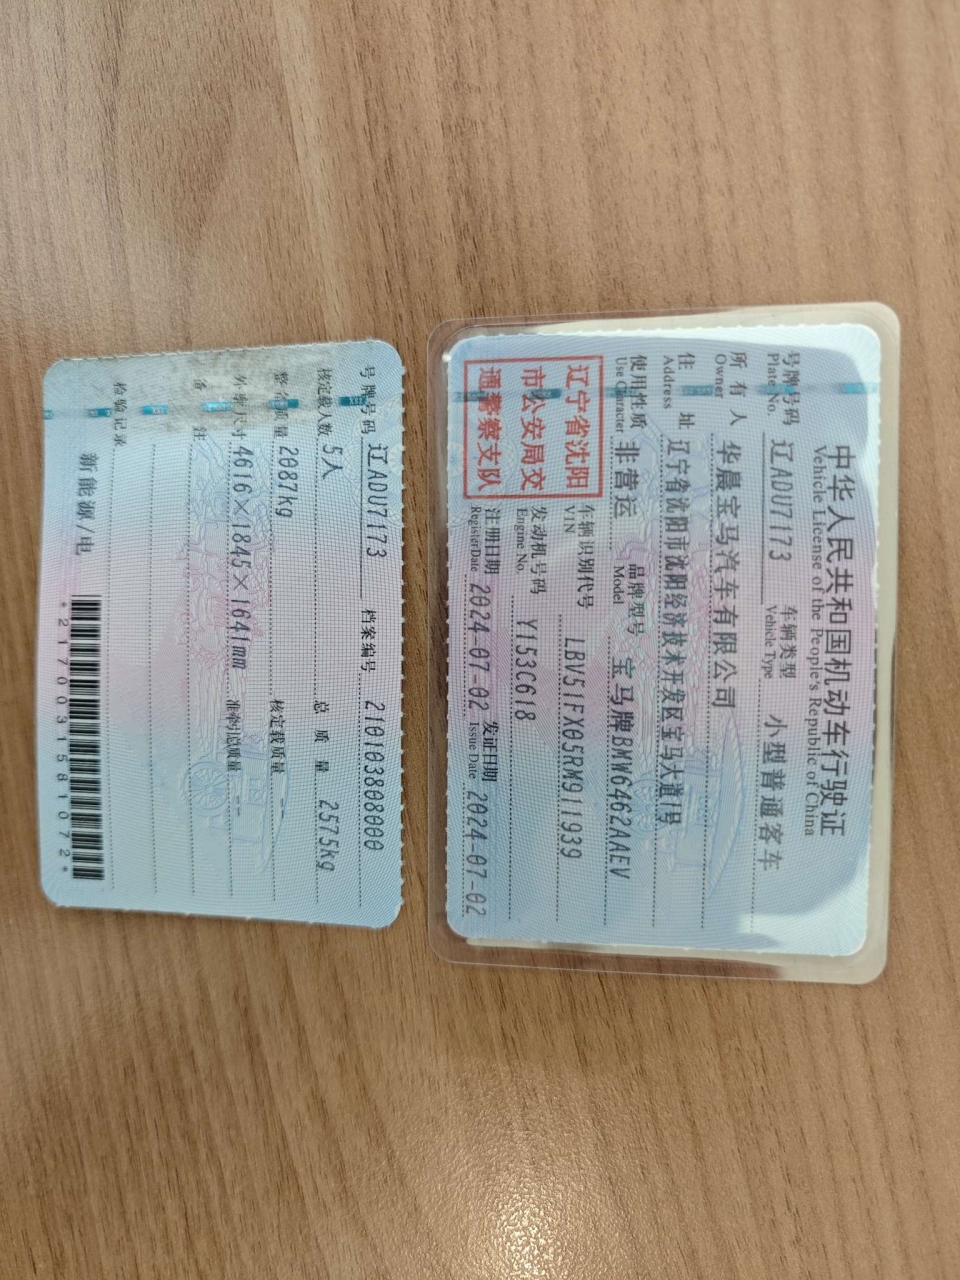 中华人民共和国机动车行驶证
Vehicle License of the People's Republic of China
号牌号码 辽ADU7173 车辆类型 小型普通客车
Plate No. Vehicle Type
所有人 华晨宝马汽车有限公司
Owner
住址 辽宁省沈阳市沈阳经济技术开发区宝马大道1号
Address
使用性质 非营运 品牌型号 宝马牌BMW6462AAEV
Use Character Model
辽宁省沈阳
市公安局交
通警察支队
车辆识别代号 LBV51FX05RM911939
VIN
发动机号码 Y153C618
Engine No.
注册日期 2024-07-02 发证日期 2024-07-02
Register Date Issue Date
号牌号码 辽ADU7173 档案编号 210103808000
核定载人数 5人 总质量 2575kg
整备质量 2087kg 核定载质量 --
外廓尺寸 4616×1845×1641mm 准牵引总质量 --
备注
检验记录
新能源/电
*2170031581072*